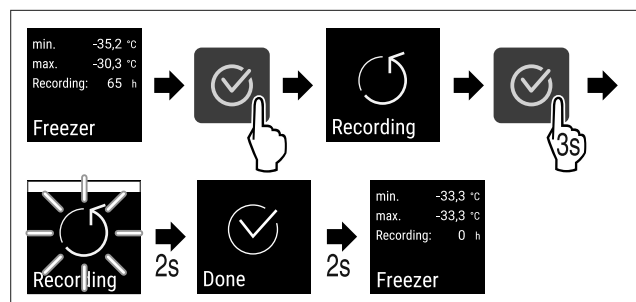 min. -35,2 °C
max. -30,3 °C
Recording: 65 h
Freezer
Recording
3s
Recording
2s
Done
2s
min. -33,3 °C
max. -33,3 °C
Recording: 0 h
Freezer